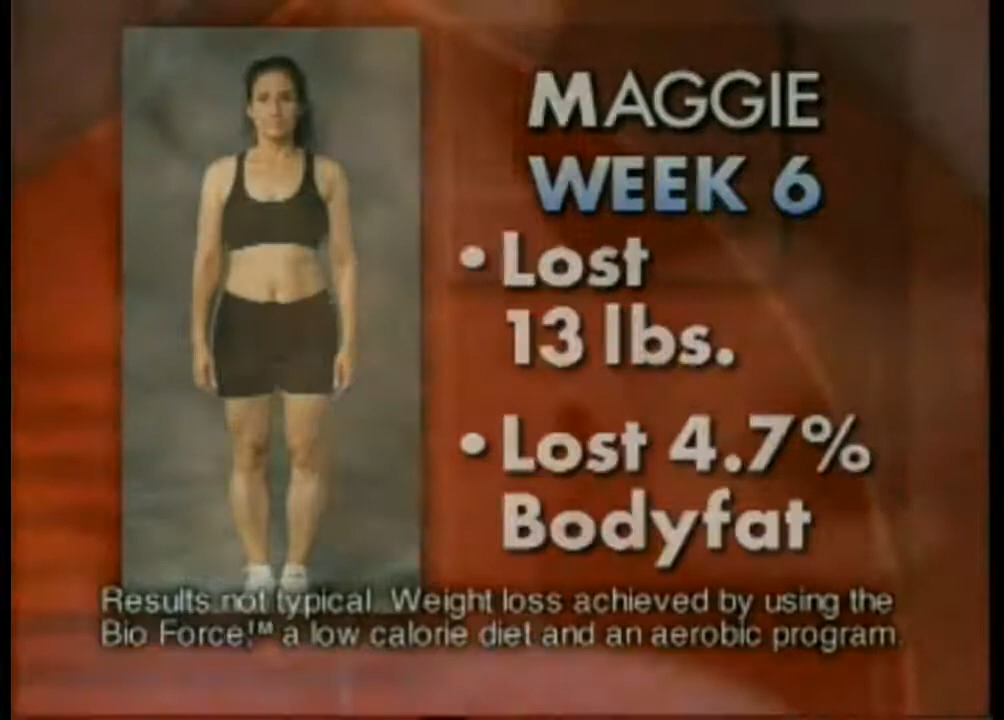 MAGGIE
WEEK 6
• Lost
13 lbs.
• Lost 4.7%
Bodyfat
Results not typical. Weight loss achieved by using the
Bio Force,™ a low calorie diet and an aerobic program.